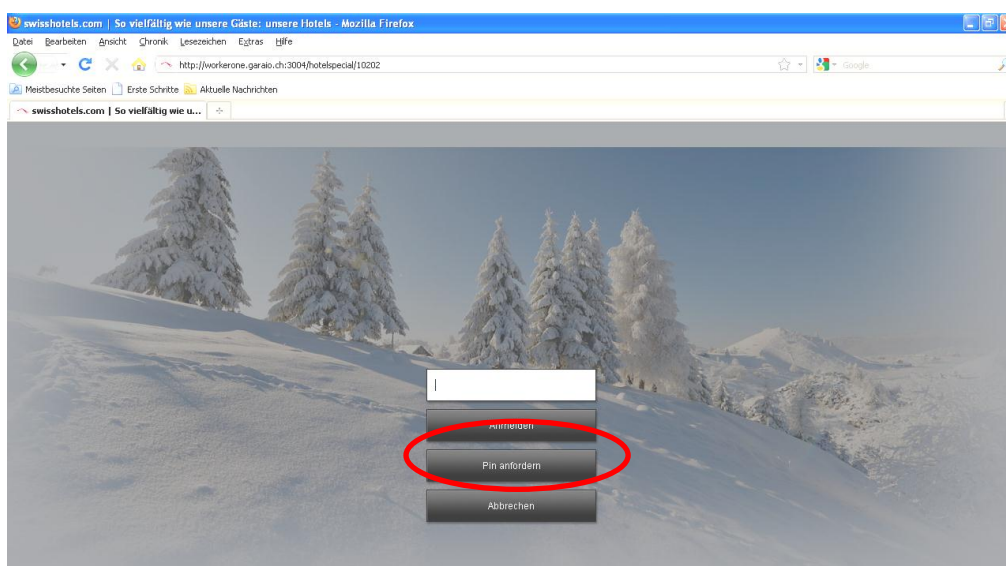 swisshotels.com | So vielfältig wie unsere Gäste: unsere Hotels - Mozilla Firefox
Datei Bearbeiten Ansicht Chronik Lesezeichen Extras Hilfe
http://workerone.garaio.ch:3004/hotelspecial/10202 Google
Meistbesuchte Seiten Erste Schritte Aktuelle Nachrichten
swisshotels.com | So vielfältig wie u...
Anmelden
Pin anfordern
Abbrechen